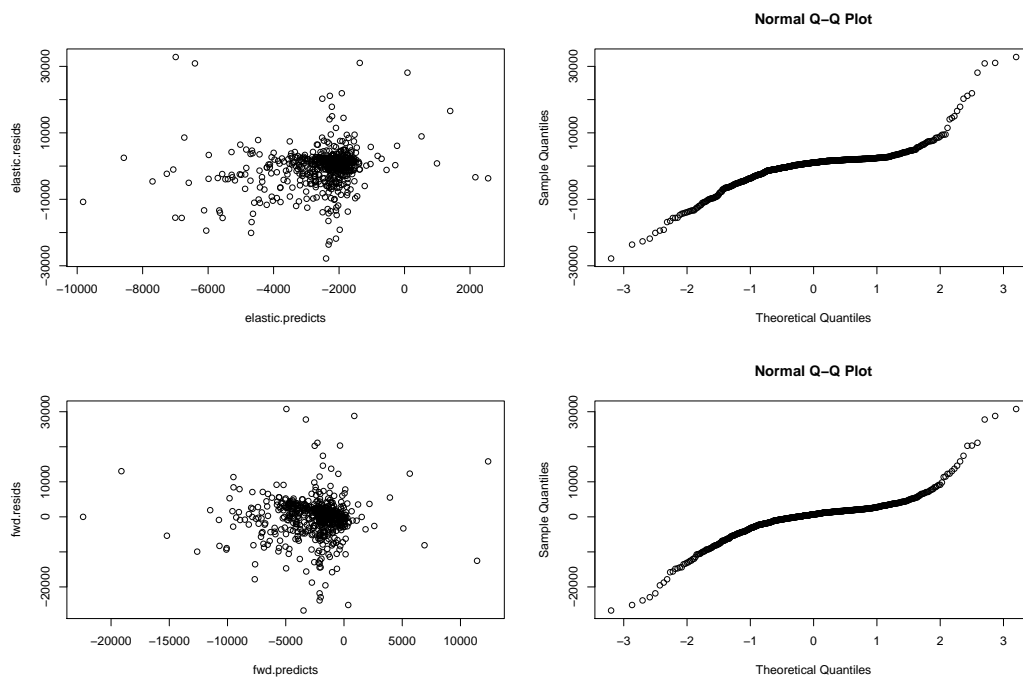 Normal Q−Q Plot
elastic.resids
−30000 −10000 10000 30000
−10000 −8000 −6000 −4000 −2000 0 2000
elastic.predicts
Sample Quantiles
−30000 −10000 10000 30000
−3 −2 −1 0 1 2 3
Theoretical Quantiles
Normal Q−Q Plot
fwd.resids
−20000 0 10000 30000
−20000 −15000 −10000 −5000 0 5000 10000
fwd.predicts
Sample Quantiles
−20000 0 10000 30000
−3 −2 −1 0 1 2 3
Theoretical Quantiles